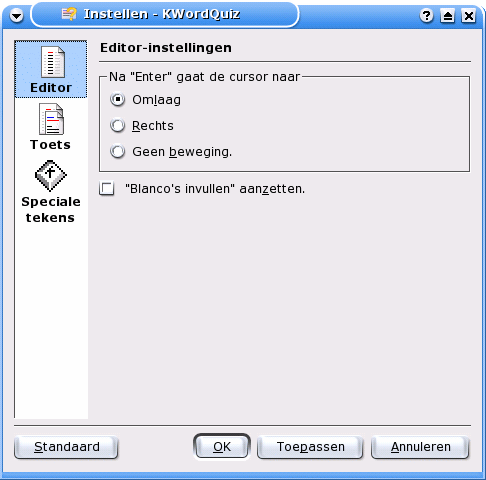 Instellen - KWordQuiz
Editor
Toets
Speciale
tekens
Editor-instellingen
Na "Enter" gaat de cursor naar
Omlaag
Rechts
Geen beweging.
"Blanco's invullen" aanzetten.
Standaard
OK
Toepassen
Annuleren